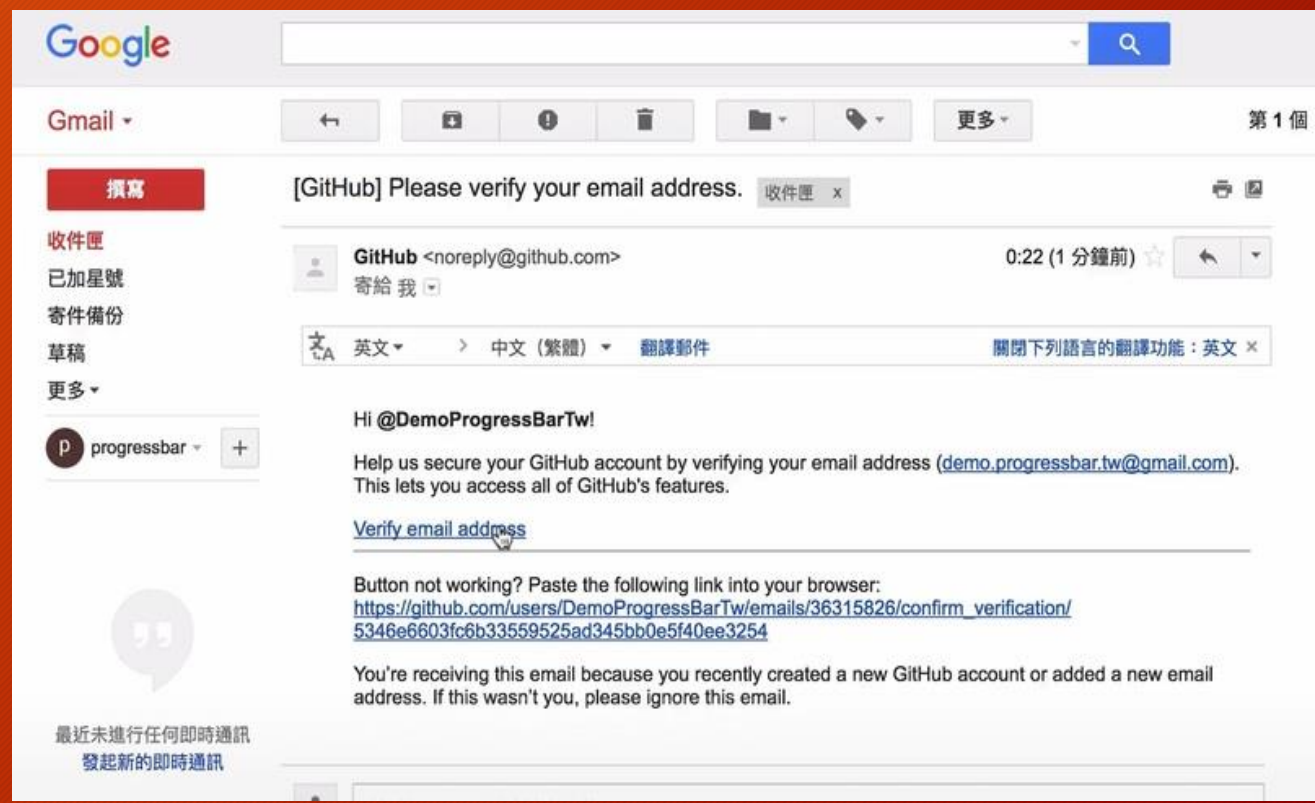 Google
Gmail
更多
第 1 個
撰寫
[GitHub] Please verify your email address. 收件匣 x
收件匣
已加星號
寄件備份
草稿
更多
progressbar
GitHub <noreply@github.com> 0:22 (1 分鐘前)
寄給 我
英文 > 中文（繁體） 翻譯郵件 關閉下列語言的翻譯功能：英文 ×
Hi @DemoProgressBarTw!
Help us secure your GitHub account by verifying your email address (demo.progressbar.tw@gmail.com).
This lets you access all of GitHub's features.
Verify email address
Button not working? Paste the following link into your browser:
https://github.com/users/DemoProgressBarTw/emails/36315826/confirm_verification/
5346e6603fc6b33559525ad345bb0e5f40ee3254
You're receiving this email because you recently created a new GitHub account or added a new email
address. If this wasn't you, please ignore this email.
最近未進行任何即時通訊
發起新的即時通訊